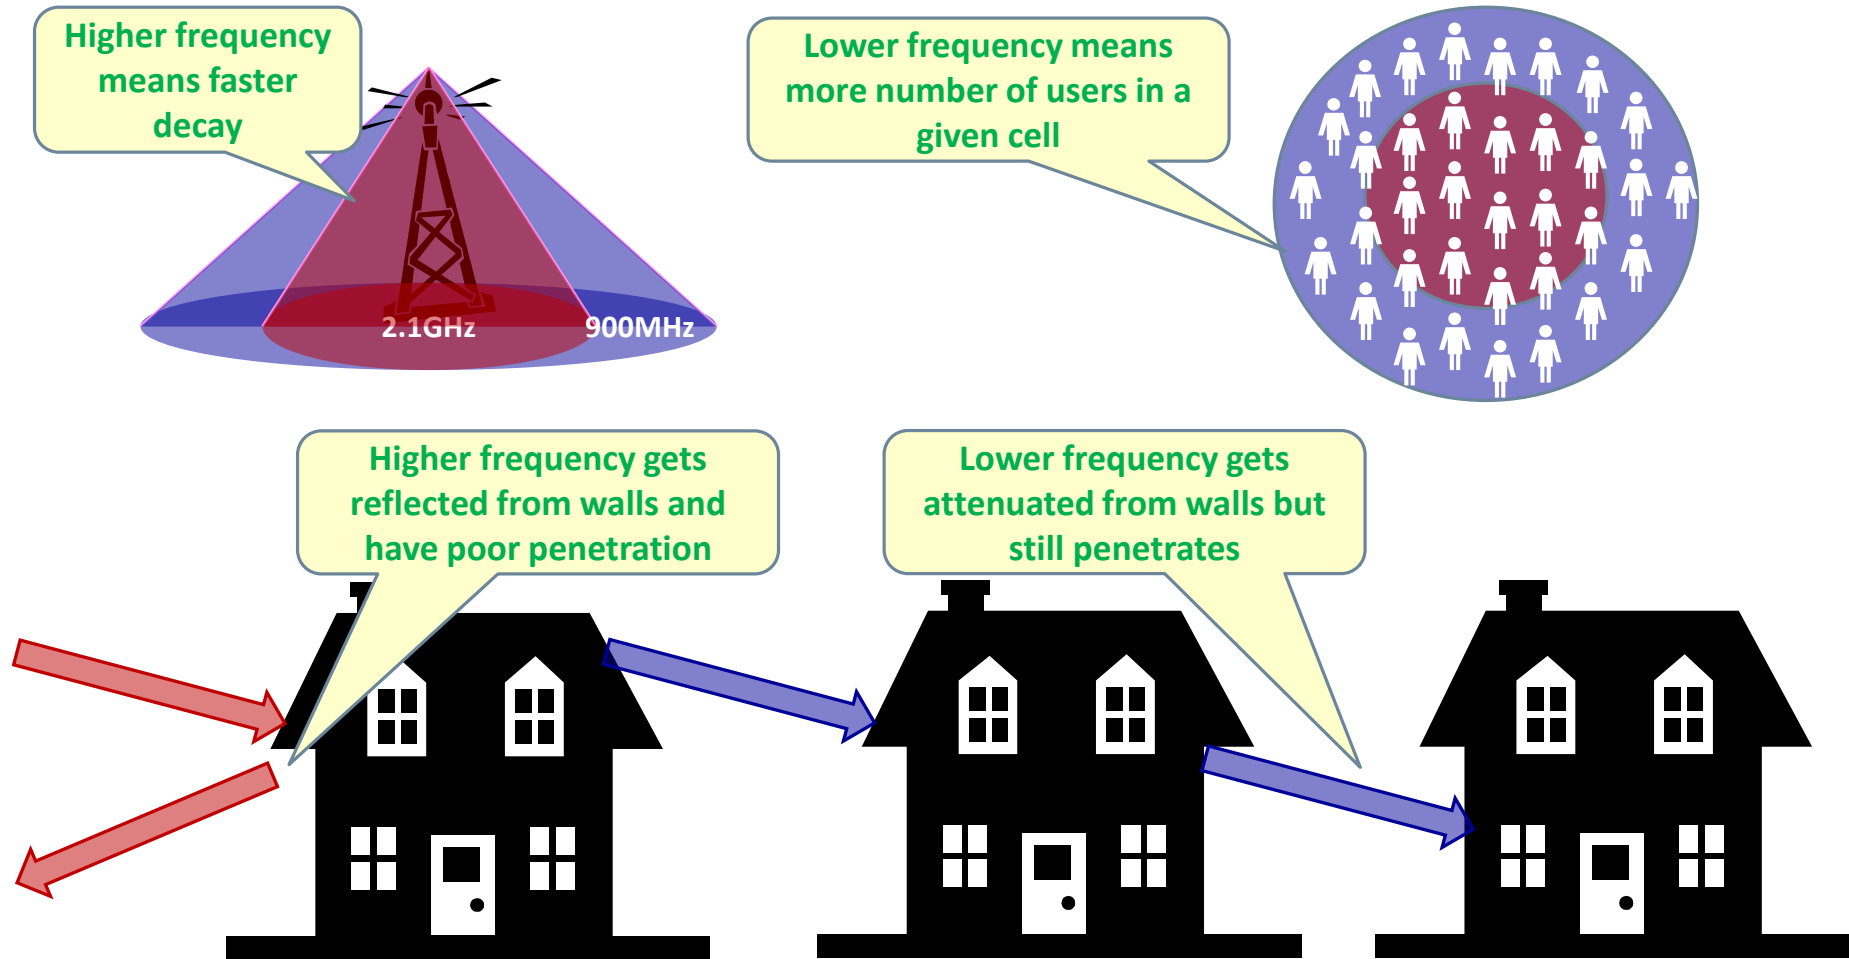 Higher frequency
means faster
decay
Lower frequency means
more number of users in a
given cell
2.1GHz
900MHz
Higher frequency gets
reflected from walls and
have poor penetration
Lower frequency gets
attenuated from walls but
still penetrates